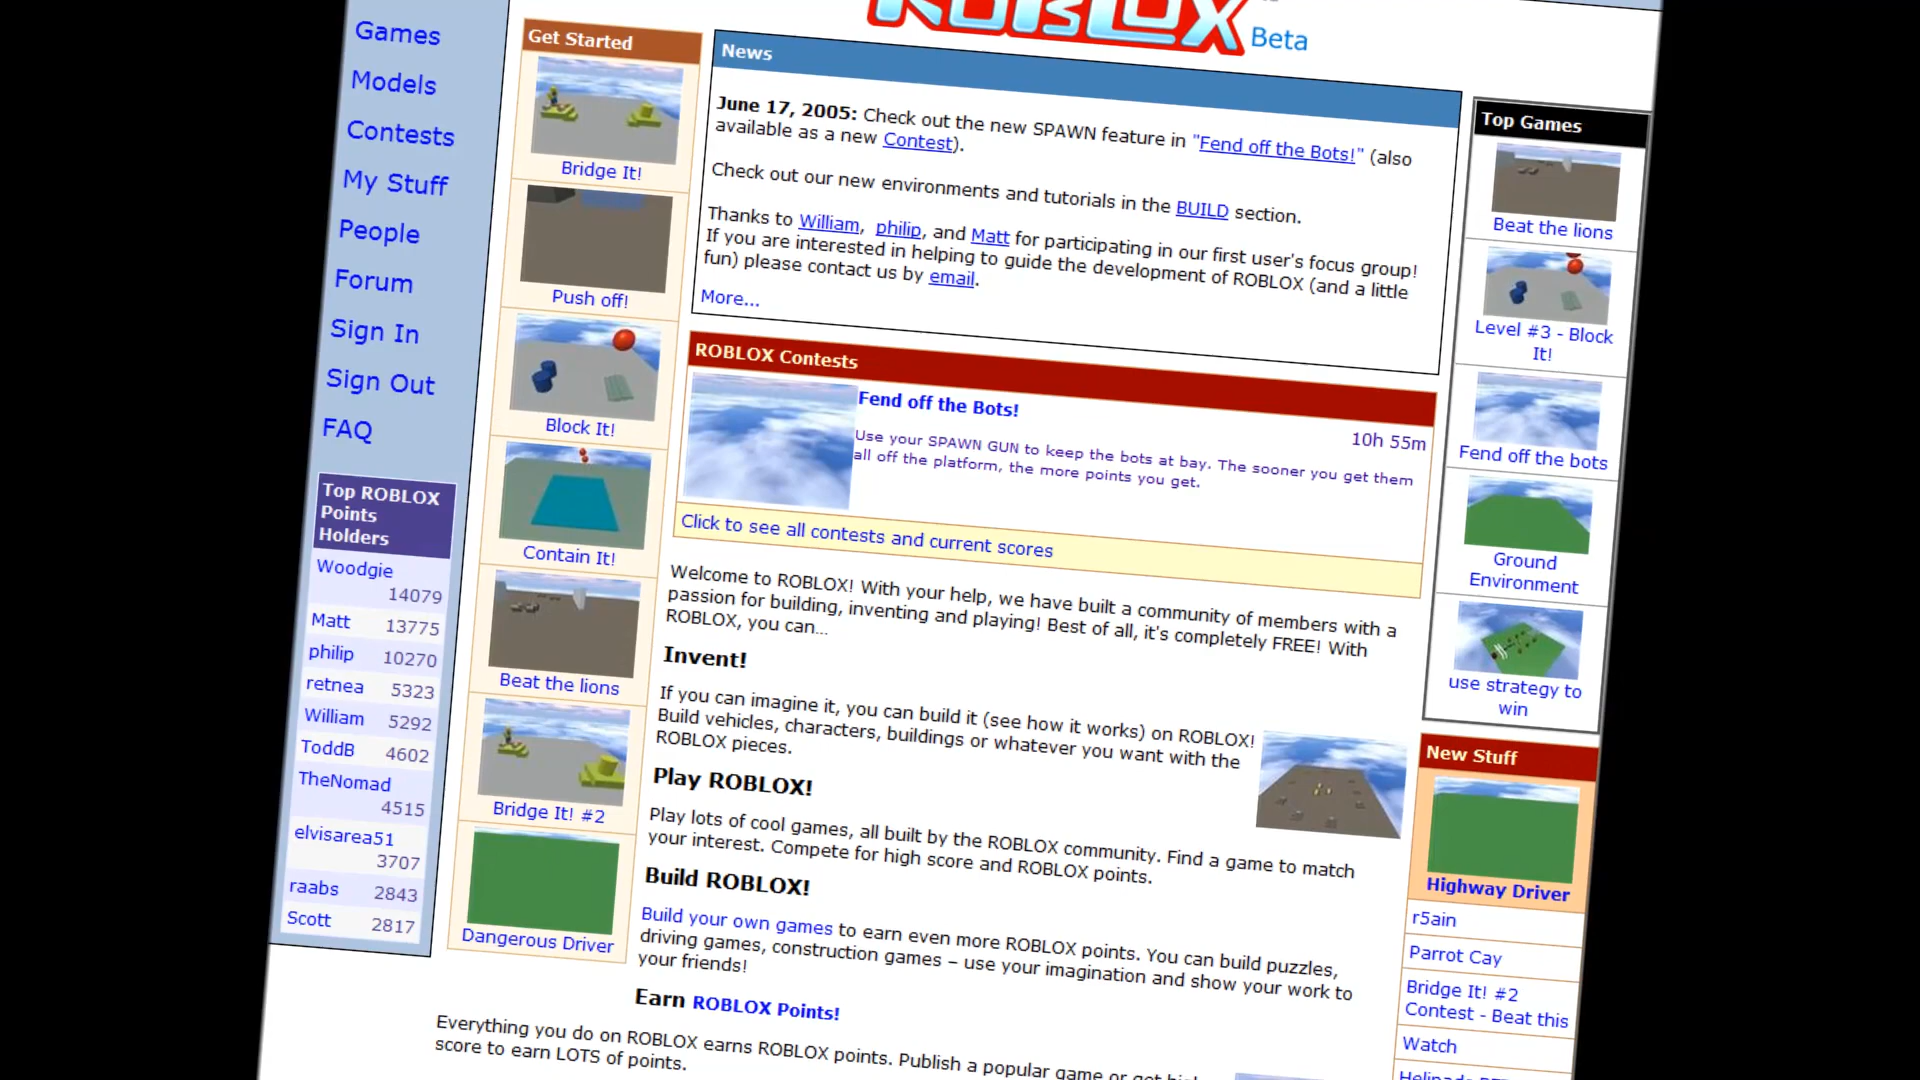 ROBLOX Beta
Games
Models
Contests
My Stuff
People
Forum
Sign In
Sign Out
FAQ
Top ROBLOX
Points
Holders
Woodgie
14079
Matt 13775
philip 10270
retnea 5323
William 5292
ToddB 4602
TheNomad
4515
elvisarea51
3707
raabs 2843
Scott 2817
Get Started
Bridge It!
Push off!
Block It!
Contain It!
Beat the lions
Bridge It! #2
Dangerous Driver
News
June 17, 2005: Check out the new SPAWN feature in "Fend off the Bots!" (also
available as a new Contest).
Check out our new environments and tutorials in the BUILD section.
Thanks to William, philip, and Matt for participating in our first user's focus group!
If you are interested in helping to guide the development of ROBLOX (and a little
fun) please contact us by email.
More...
ROBLOX Contests
Fend off the Bots!
10h 55m
Use your SPAWN GUN to keep the bots at bay. The sooner you get them
all off the platform, the more points you get.
Click to see all contests and current scores
Welcome to ROBLOX! With your help, we have built a community of members with a
passion for building, inventing and playing! Best of all, it's completely FREE! With
ROBLOX, you can...
Invent!
If you can imagine it, you can build it (see how it works) on ROBLOX!
Build vehicles, characters, buildings or whatever you want with the
ROBLOX pieces.
Play ROBLOX!
Play lots of cool games, all built by the ROBLOX community. Find a game to match
your interest. Compete for high score and ROBLOX points.
Build ROBLOX!
Build your own games to earn even more ROBLOX points. You can build puzzles,
driving games, construction games – use your imagination and show your work to
your friends!
Earn ROBLOX Points!
Everything you do on ROBLOX earns ROBLOX points. Publish a popular game or get
score to earn LOTS of points.
Top Games
Beat the lions
Level #3 - Block
It!
Fend off the bots
Ground
Environment
use strategy to
win
New Stuff
Highway Driver
r5ain
Parrot Cay
Bridge It! #2
Contest - Beat this
Watch